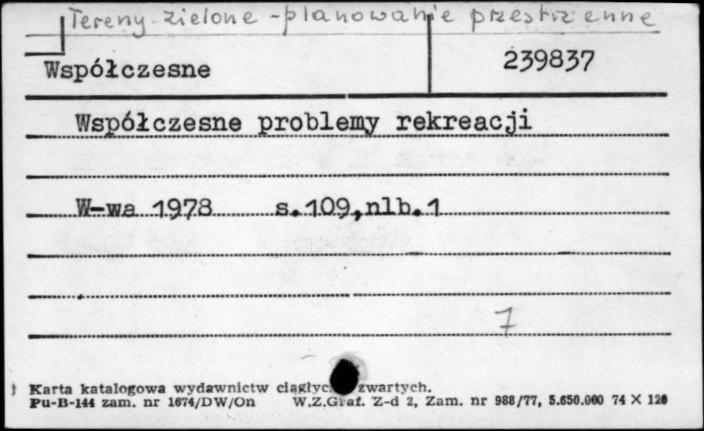 Tereny zielone - planowanie przestrzenne
Współczesne 239837
Współczesne problemy rekreacji
W-wa 1978 s.109,nlb.1
7
Karta katalogowa wydawnictw ciągłyc zwartych.
Pu-B-144 zam. nr 1674/DW/On W.Z.Graf. Z-d 2, Zam. nr 988/77, 5.650.000 74 X 120